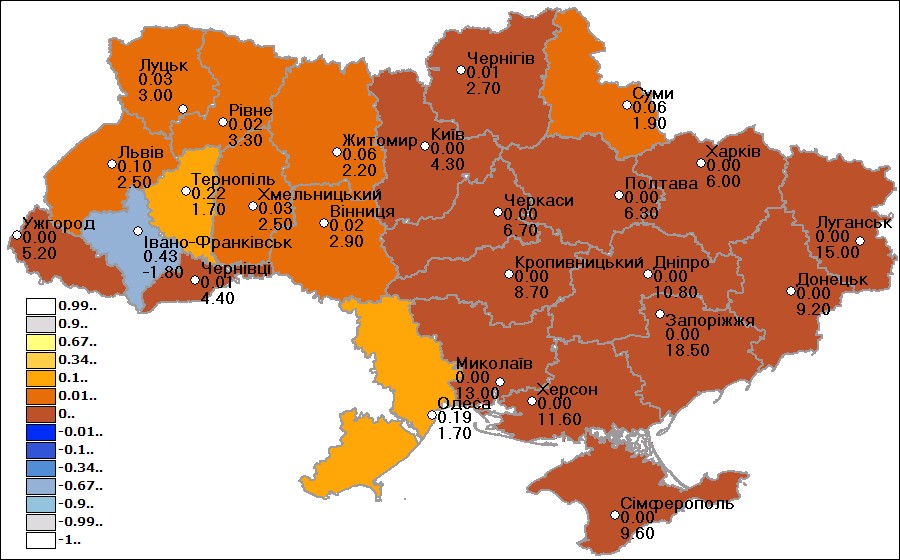 Чернігів
0.01
2.70
Луцьк
0.03
3.00
Суми
0.06
1.90
Рівне
0.02
3.30
Житомир
0.06
2.20
Київ
0.00
4.30
Харків
0.00
6.00
Львів
0.10
2.50
Тернопіль
0.22
1.70
Хмельницький
0.03
2.50
Вінниця
0.02
2.90
Черкаси
0.00
6.70
Полтава
0.00
6.30
Луганськ
0.00
15.00
Ужгород
0.00
5.20
Івано-Франківськ
0.43
-1.80
Чернівці
0.01
4.40
Кропивницький
0.00
8.70
Дніпро
0.00
10.80
Донецьк
0.00
9.20
Запоріжжя
0.00
18.50
Миколаїв
0.00
13.00
Херсон
0.00
11.60
Одеса
0.19
1.70
Сімферополь
0.00
9.60
0.99..
0.9..
0.67..
0.34..
0.1..
0.01..
0..
-0.01..
-0.1..
-0.34..
-0.67..
-0.9..
-0.99..
-1..